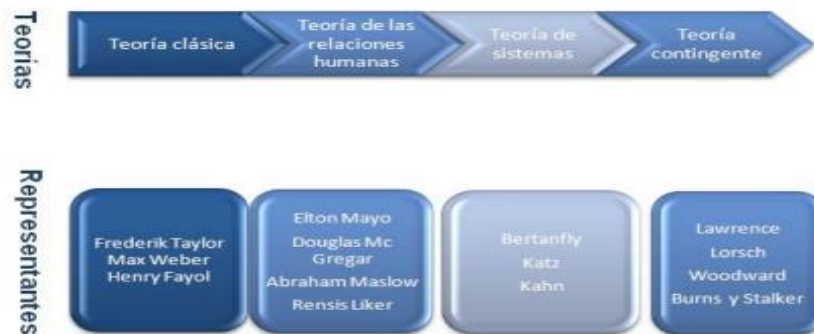 Teorías
Teoría clásica
Teoría de las
relaciones
humanas
Teoría de
sistemas
Teoría
contingente
Representantes
Frederik Taylor
Max Weber
Henry Fayol
Elton Mayo
Douglas Mc
Gregar
Abraham Maslow
Rensis Liker
Bertanfly
Katz
Kahn
Lawrence
Lorsch
Woodward
Burns y Stalker